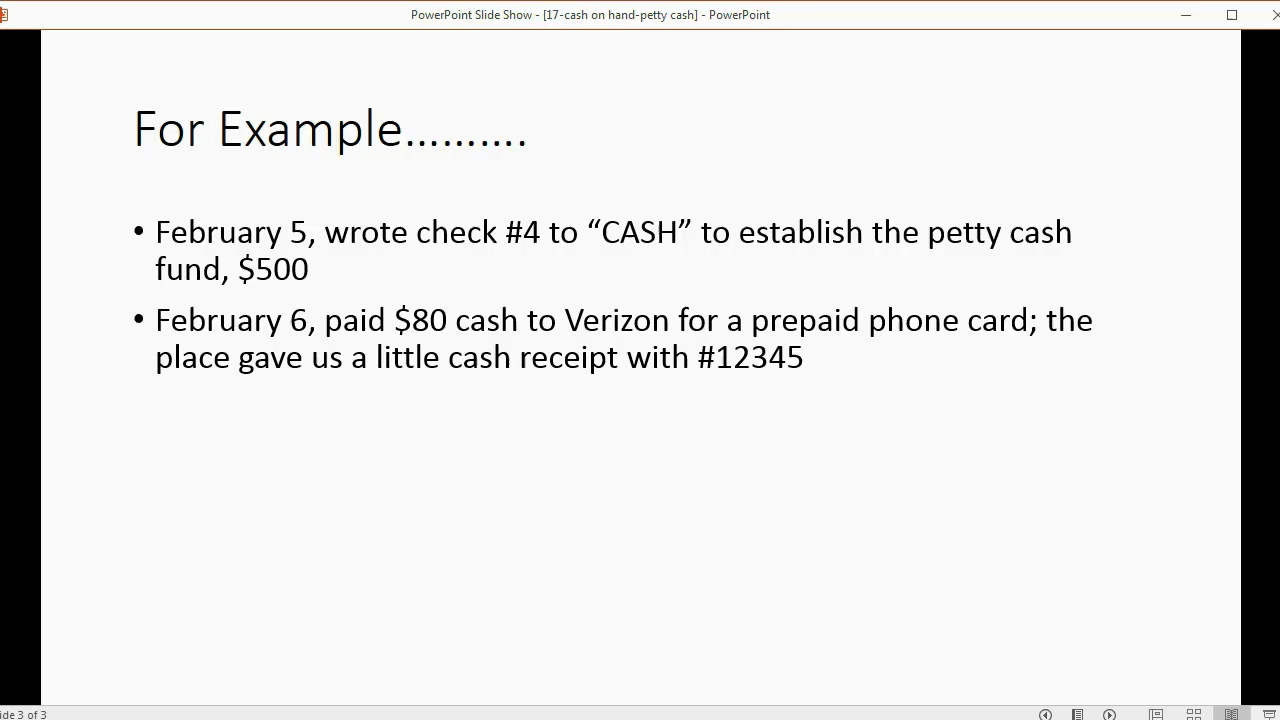 PowerPoint Slide Show - [17-cash on hand-petty cash] - PowerPoint
For Example..........
• February 5, wrote check #4 to “CASH” to establish the petty cash
fund, $500
• February 6, paid $80 cash to Verizon for a prepaid phone card; the
place gave us a little cash receipt with #12345
ide 3 of 3